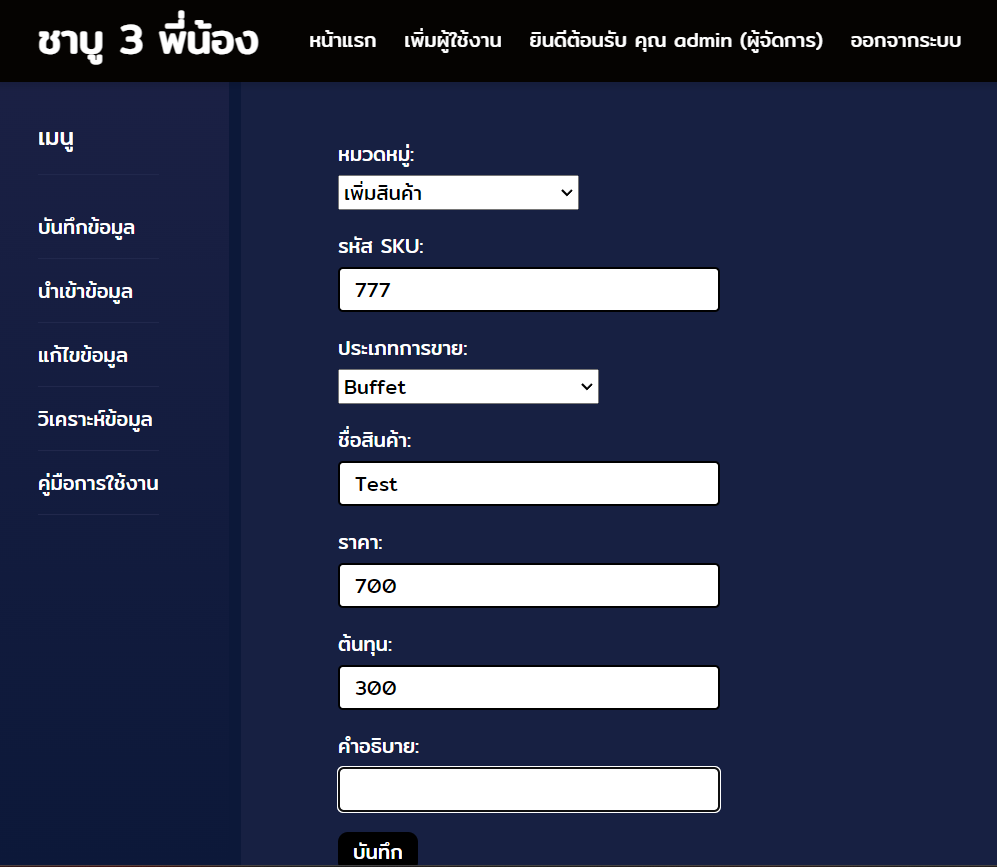 ชาบู 3 พี่น้อง หน้าแรก เพิ่มผู้ใช้งาน ยินดีต้อนรับ คุณ admin (ผู้จัดการ) ออกจากระบบ
เมนู
บันทึกข้อมูล
นำเข้าข้อมูล
แก้ไขข้อมูล
วิเคราะห์ข้อมูล
คู่มือการใช้งาน
หมวดหมู่:
เพิ่มสินค้า
รหัส SKU:
777
ประเภทการขาย:
Buffet
ชื่อสินค้า:
Test
ราคา:
700
ต้นทุน:
300
คำอธิบาย:
บันทึก